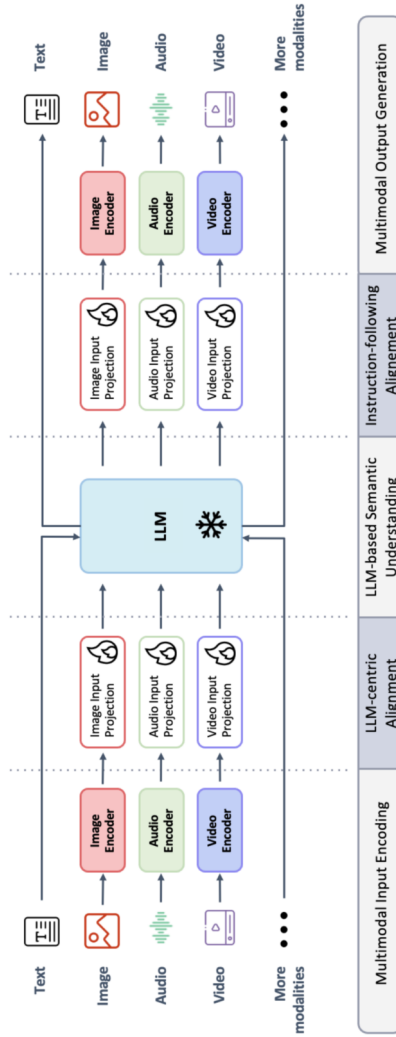 Text
Image
Audio
Video
More
modalities
T
Image
Encoder
Audio
Encoder
Video
Encoder
Image Input
Projection
Audio Input
Projection
Video Input
Projection
LLM
Image Input
Projection
Audio Input
Projection
Video Input
Projection
Image
Encoder
Audio
Encoder
Video
Encoder
T
Text
Image
Audio
Video
More
modalities
Multimodal Input Encoding
LLM-centric
Alignment
LLM-based Semantic
Understanding
Instruction-following
Alignement
Multimodal Output Generation